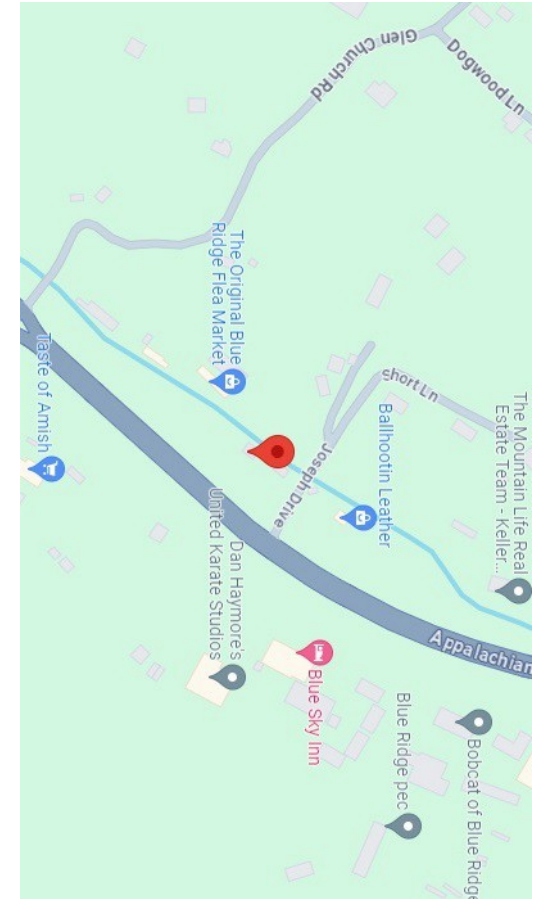 Dogwood Ln
The Mountain Life Real
Estate Team - Keller...
Appalachian
Bobcat of Blue Ridge
Glen Church Rd
Short Ln
Ballhootin Leather
Blue Ridge pec
Joseph Drive
Blue Sky Inn
The Original Blue
Ridge Flea Market
Dan Haymore's
United Karate Studios
Taste of Amish